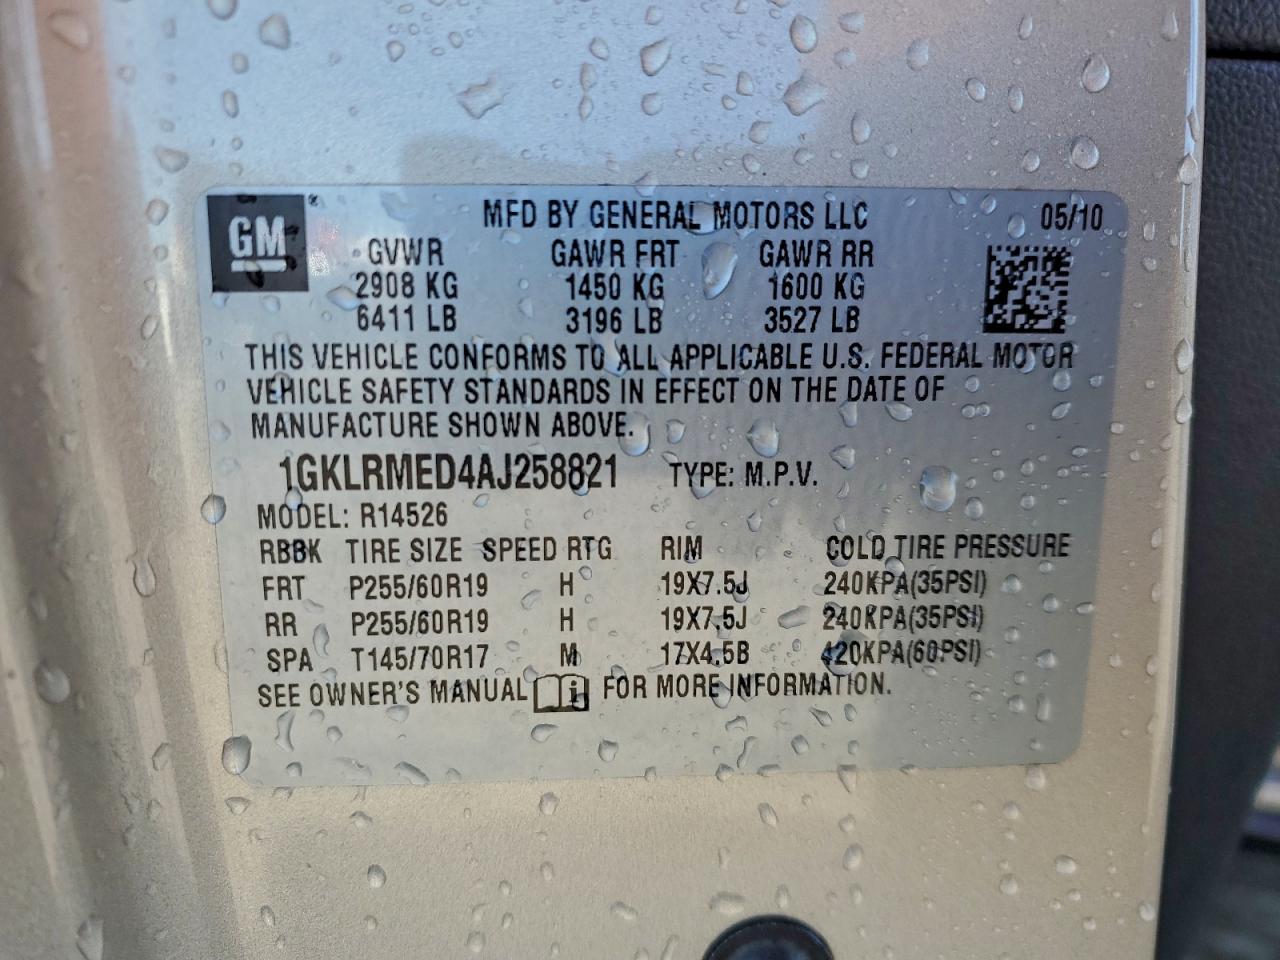 GM ® MFD BY GENERAL MOTORS LLC 05/10
GVWR GAWR FRT GAWR RR
2908 KG 1450 KG 1600 KG
6411 LB 3196 LB 3527 LB
THIS VEHICLE CONFORMS TO ALL APPLICABLE U.S. FEDERAL MOTOR
VEHICLE SAFETY STANDARDS IN EFFECT ON THE DATE OF
MANUFACTURE SHOWN ABOVE.
1GKLRMED4AJ258821 TYPE: M.P.V.
MODEL: R14526
RBBK TIRE SIZE SPEED RTG RIM COLD TIRE PRESSURE
FRT P255/60R19 H 19X7.5J 240KPA(35PSI)
RR P255/60R19 H 19X7.5J 240KPA(35PSI)
SPA T145/70R17 M 17X4.5B 420KPA(60PSI)
SEE OWNER'S MANUAL i FOR MORE INFORMATION.